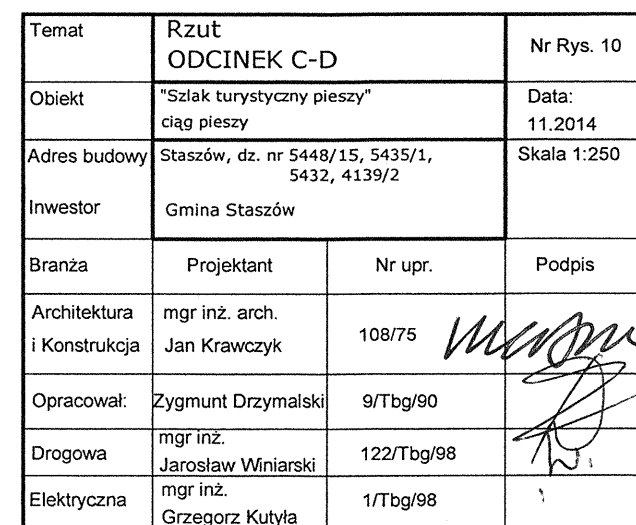 Temat
Rzut
ODCINEK C-D
Nr Rys. 10
Obiekt
"Szlak turystyczny pieszy"
ciąg pieszy
Data:
11.2014
Adres budowy
Staszów, dz. nr 5448/15, 5435/1,
5432, 4139/2
Skala 1:250
Inwestor
Gmina Staszów
Branża
Projektant
Nr upr.
Podpis
Architektura
i Konstrukcja
mgr inż. arch.
Jan Krawczyk
108/75
Opracował:
Zygmunt Drzymalski
9/Tbg/90
Drogowa
mgr inż.
Jarosław Winiarski
122/Tbg/98
Elektryczna
mgr inż.
Grzegorz Kutyła
1/Tbg/98